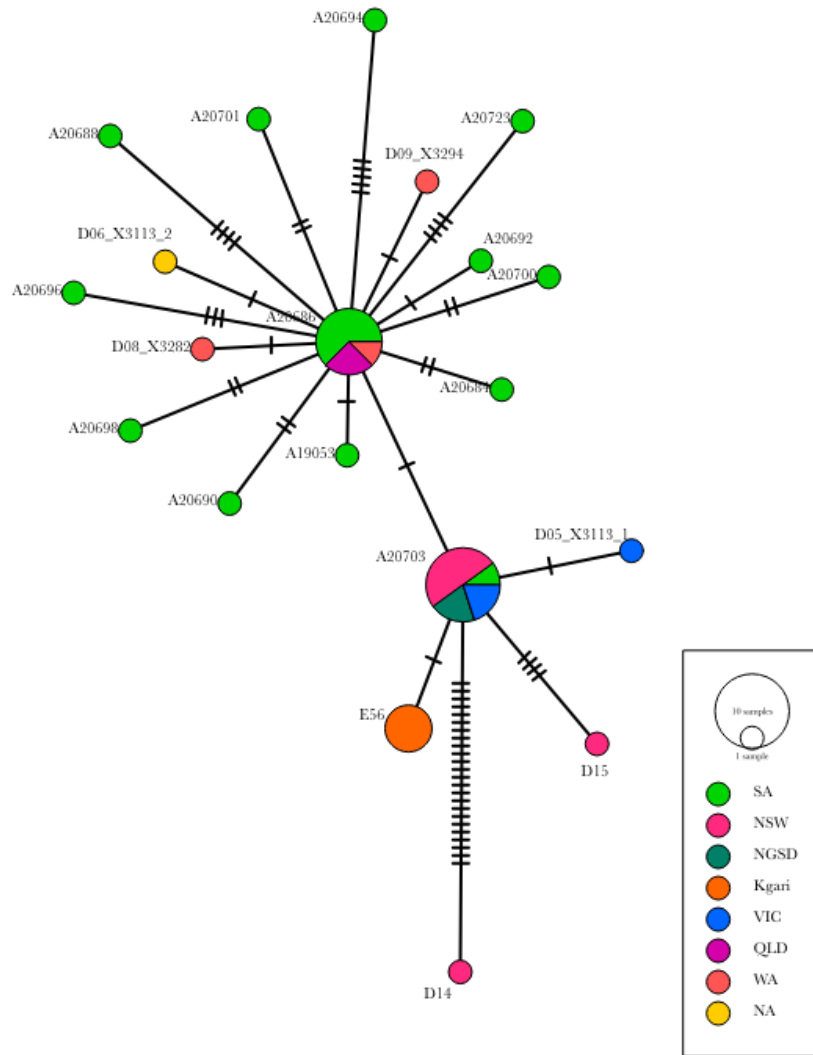 A20694
A20701
A20723
A20688
D09_X3294
D06_X3113_2
A20692
A20700
A20696
A20686
D08_X3282
A20684
A20698
A19053
A20690
D05_X3113_1
A20703
E56
D15
D14
10 samples
1 sample
SA
NSW
NGSD
Kgari
VIC
QLD
WA
NA